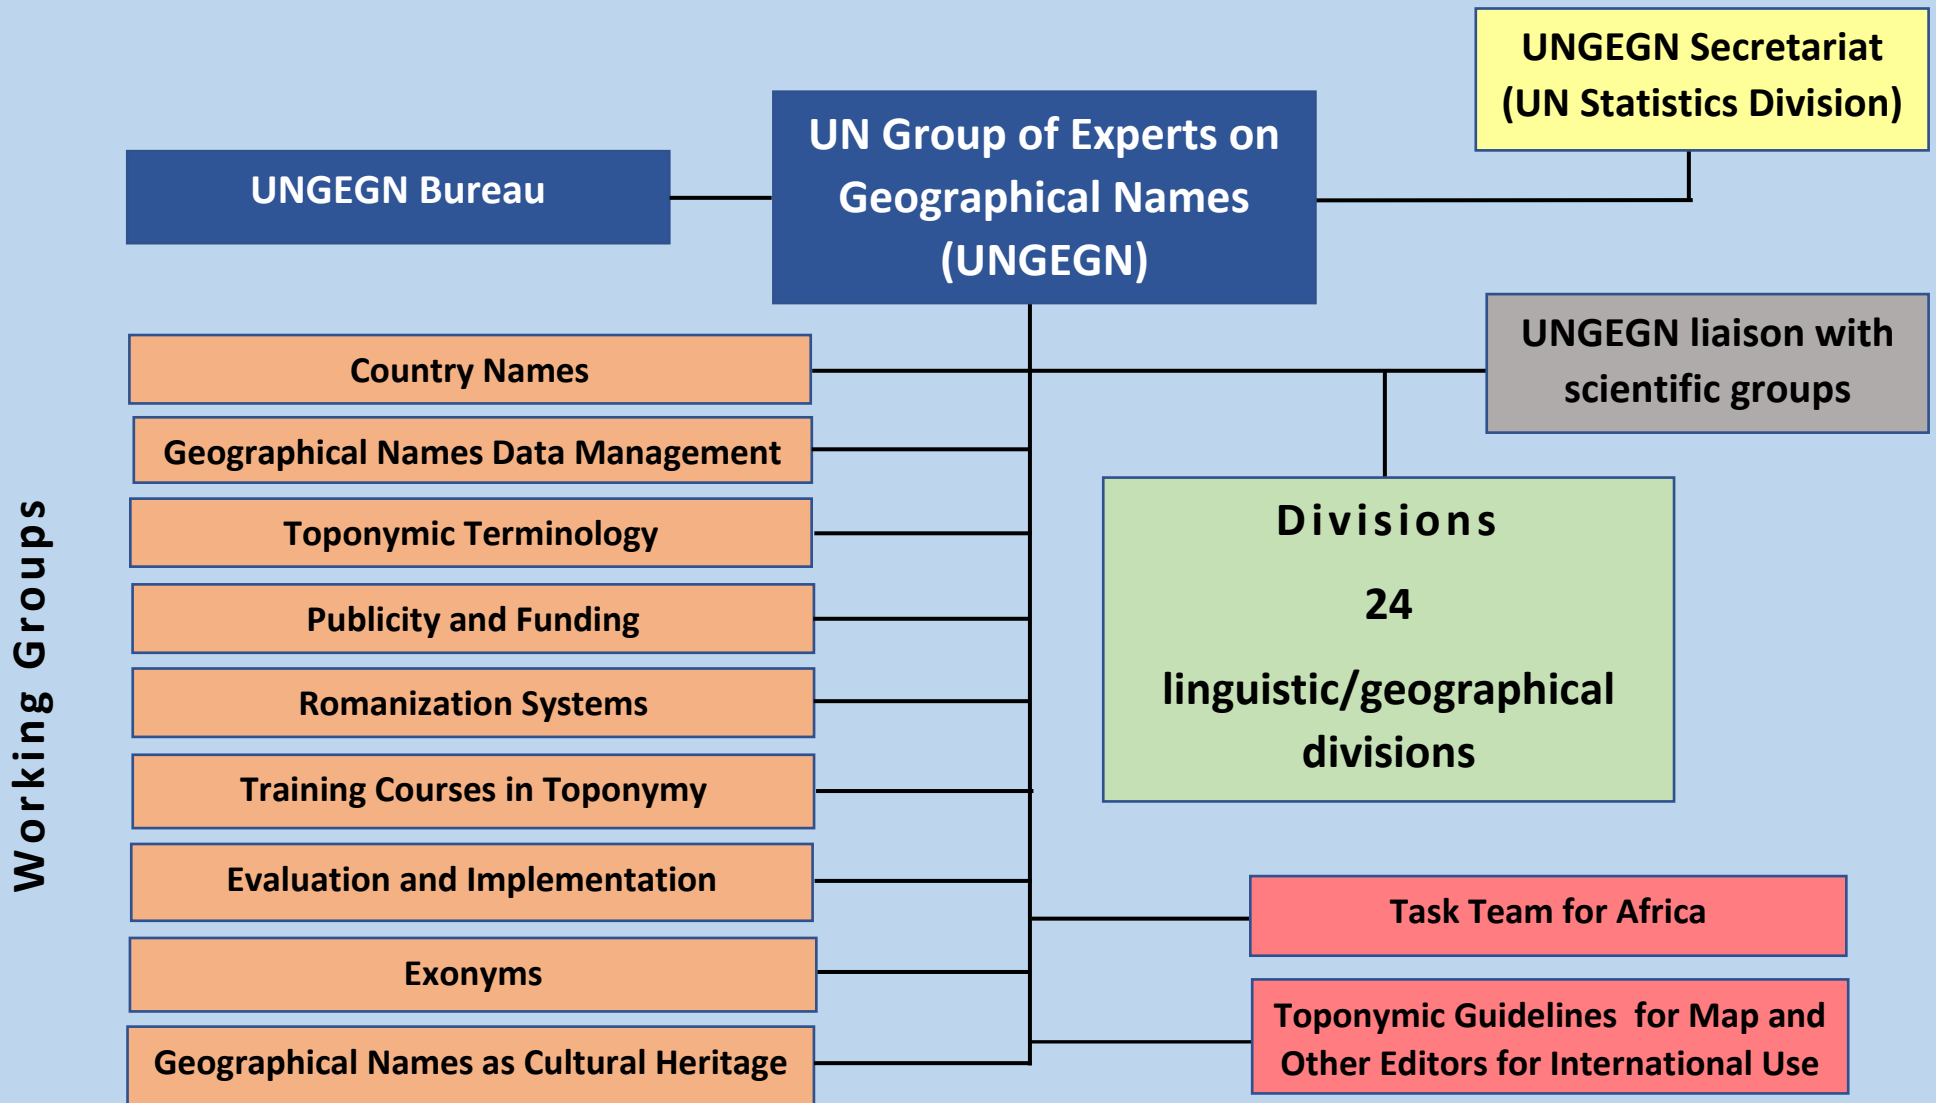 UNGEGN Secretariat
(UN Statistics Division)
UN Group of Experts on
Geographical Names
(UNGEGN)
UNGEGN Bureau
UNGEGN liaison with
scientific groups
Working Groups
Country Names
Geographical Names Data Management
Toponymic Terminology
Publicity and Funding
Romanization Systems
Training Courses in Toponymy
Evaluation and Implementation
Exonyms
Geographical Names as Cultural Heritage
Divisions
24
linguistic/geographical
divisions
Task Team for Africa
Toponymic Guidelines for Map and
Other Editors for International Use